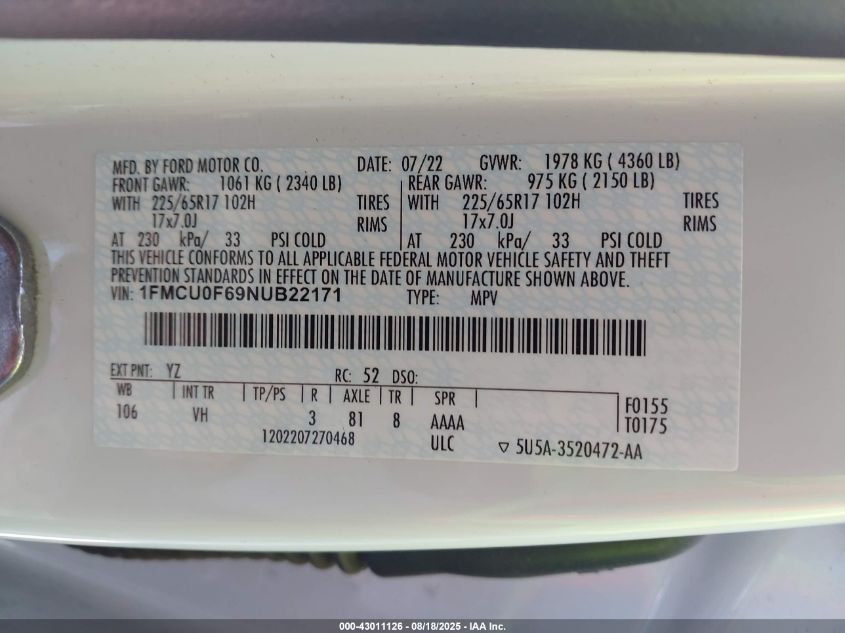 MFD. BY FORD MOTOR CO. DATE: 07/22 GVWR: 1978 KG ( 4360 LB)
FRONT GAWR: 1061 KG ( 2340 LB) REAR GAWR: 975 KG ( 2150 LB)
WITH 225/65R17 102H TIRES WITH 225/65R17 102H TIRES
17x7.0J RIMS 17x7.0J RIMS
AT 230 kPa/ 33 PSI COLD AT 230 kPa/ 33 PSI COLD
THIS VEHICLE CONFORMS TO ALL APPLICABLE FEDERAL MOTOR VEHICLE SAFETY AND THEFT
PREVENTION STANDARDS IN EFFECT ON THE DATE OF MANUFACTURE SHOWN ABOVE.
VIN: 1FMCU0F69NUB22171 TYPE: MPV
EXT PNT: YZ RC: 52 DSO:
WB INT TR TP/PS R AXLE TR SPR
106 VH 3 81 8 AAAA F0155
ULC T0175
1202207270468 5U5A-3520472-AA
000-43011126 - 08/18/2025 - IAA Inc.